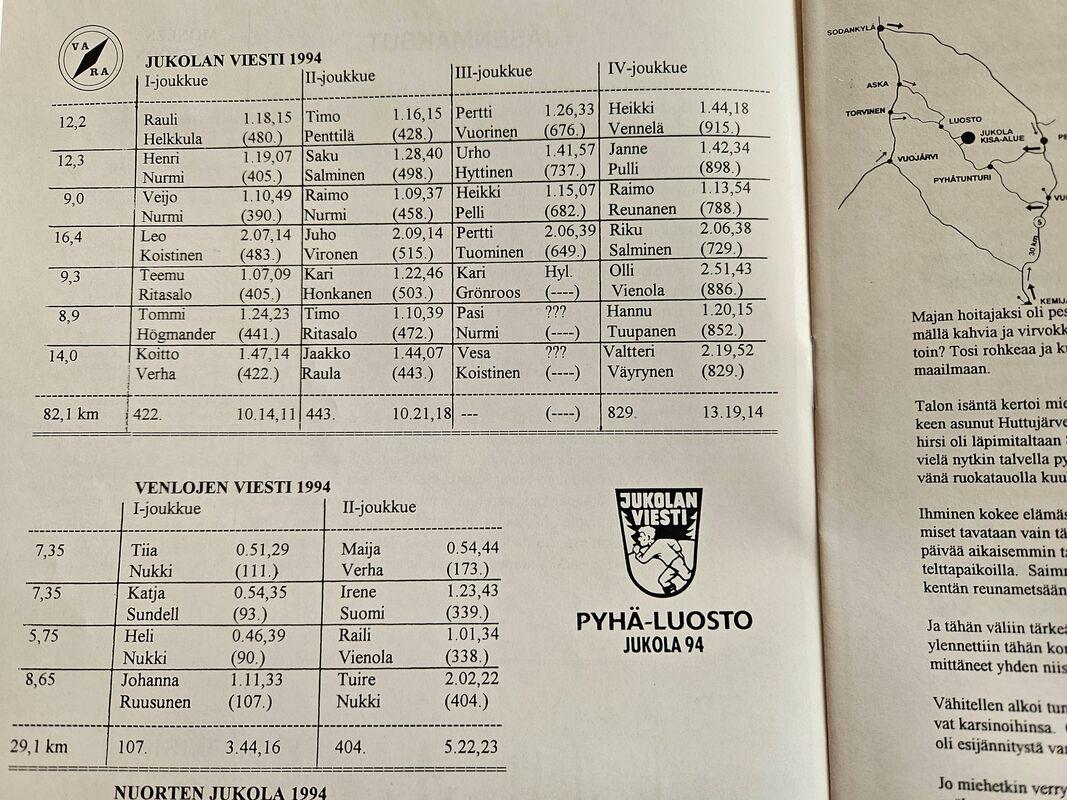 VA
RA
JUKOLAN VIESTI 1994
I-joukkue II-joukkue III-joukkue IV-joukkue
12,2 Rauli 1.18,15 Timo 1.16,15 Pertti 1.26,33 Heikki 1.44,18
Helkkula (480.) Penttilä (428.) Vuorinen (676.) Vennelä (915.)
12,3 Henri 1.19,07 Saku 1.28,40 Urho 1.41,57 Janne 1.42,34
Nurmi (405.) Salminen (498.) Hyttinen (737.) Pulli (898.)
9,0 Veijo 1.10,49 Raimo 1.09,37 Heikki 1.15,07 Raimo 1.13,54
Nurmi (390.) Nurmi (458.) Pelli (682.) Reunanen (788.)
16,4 Leo 2.07,14 Juho 2.09,14 Pertti 2.06,39 Riku 2.06,38
Koistinen (483.) Vironen (515.) Tuominen (649.) Salminen (729.)
9,3 Teemu 1.07,09 Kari 1.22,46 Kari Hyl. Olli 2.51,43
Ritasalo (405.) Honkanen (503.) Grönroos (----) Vienola (886.)
8,9 Tommi 1.24,23 Timo 1.10,39 Pasi ??? Hannu 1.20,15
Högmander (441.) Ritasalo (472.) Nurmi (----) Tuupanen (852.)
14,0 Koitto 1.47,14 Jaakko 1.44,07 Vesa ??? Valtteri 2.19,52
Verha (422.) Raula (443.) Koistinen (----) Väyrynen (829.)
82,1 km 422. 10.14,11 443. 10.21,18 --- (----) 829. 13.19,14
VENLOJEN VIESTI 1994
I-joukkue II-joukkue
7,35 Tiia 0.51,29 Maija 0.54,44
Nukki (111.) Verha (173.)
7,35 Katja 0.54,35 Irene 1.23,43
Sundell (93.) Suomi (339.)
5,75 Heli 0.46,39 Raili 1.01,34
Nukki (90.) Vienola (338.)
8,65 Johanna 1.11,33 Tuire 2.02,22
Ruusunen (107.) Nukki (404.)
29,1 km 107. 3.44,16 404. 5.22,23
NUORTEN JUKOLA 1994
JUKOLAN
VIESTI
PYHÄ-LUOSTO
JUKOLA 94
SODANKYLÄ
ASKA
TORVINEN
LUOSTO
JUKOLA
KISA-ALUE
VUOJÄRVI
PYHÄTUNTURI
5
30 km
Majan hoitajaksi oli
mällä kahvia ja
toin? Tosi rohkeaa ja
maailmaan.
Talon isäntä kertoi
keen asunut
hirsi oli läpimitaltaan
vielä nytkin talvella
vänä ruokatauolla
Ihminen kokee
miset tavataan vain
päivää aikaisemmin
telttapaikoilla.
kentän
Ja tähän väliin
ylennettiin tähän
mittäneet yhden
Vähitellen alkoi
vat karsinoihinsa.
oli esijännitystä
Jo miehetkin